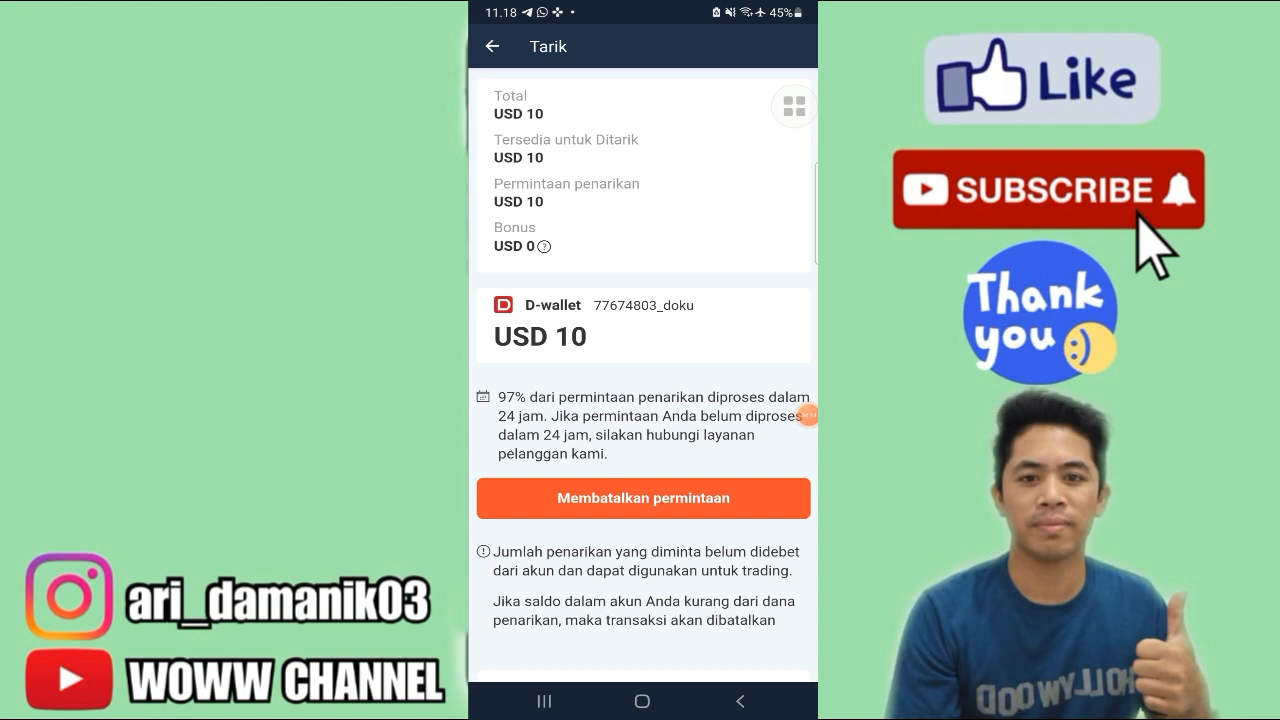 11.18
45%
Tarik
Total
USD 10
Tersedia untuk Ditarik
USD 10
Permintaan penarikan
USD 10
Bonus
USD 0 ?
D-wallet 77674803_doku
USD 10
97% dari permintaan penarikan diproses dalam
24 jam. Jika permintaan Anda belum diproses
dalam 24 jam, silakan hubungi layanan
pelanggan kami.
Membatalkan permintaan
Jumlah penarikan yang diminta belum didebet
dari akun dan dapat digunakan untuk trading.
Jika saldo dalam akun Anda kurang dari dana
penarikan, maka transaksi akan dibatalkan
ari_damanik03
WOWW CHANNEL
Like
SUBSCRIBE
Thank
you
HOLLYWOOD